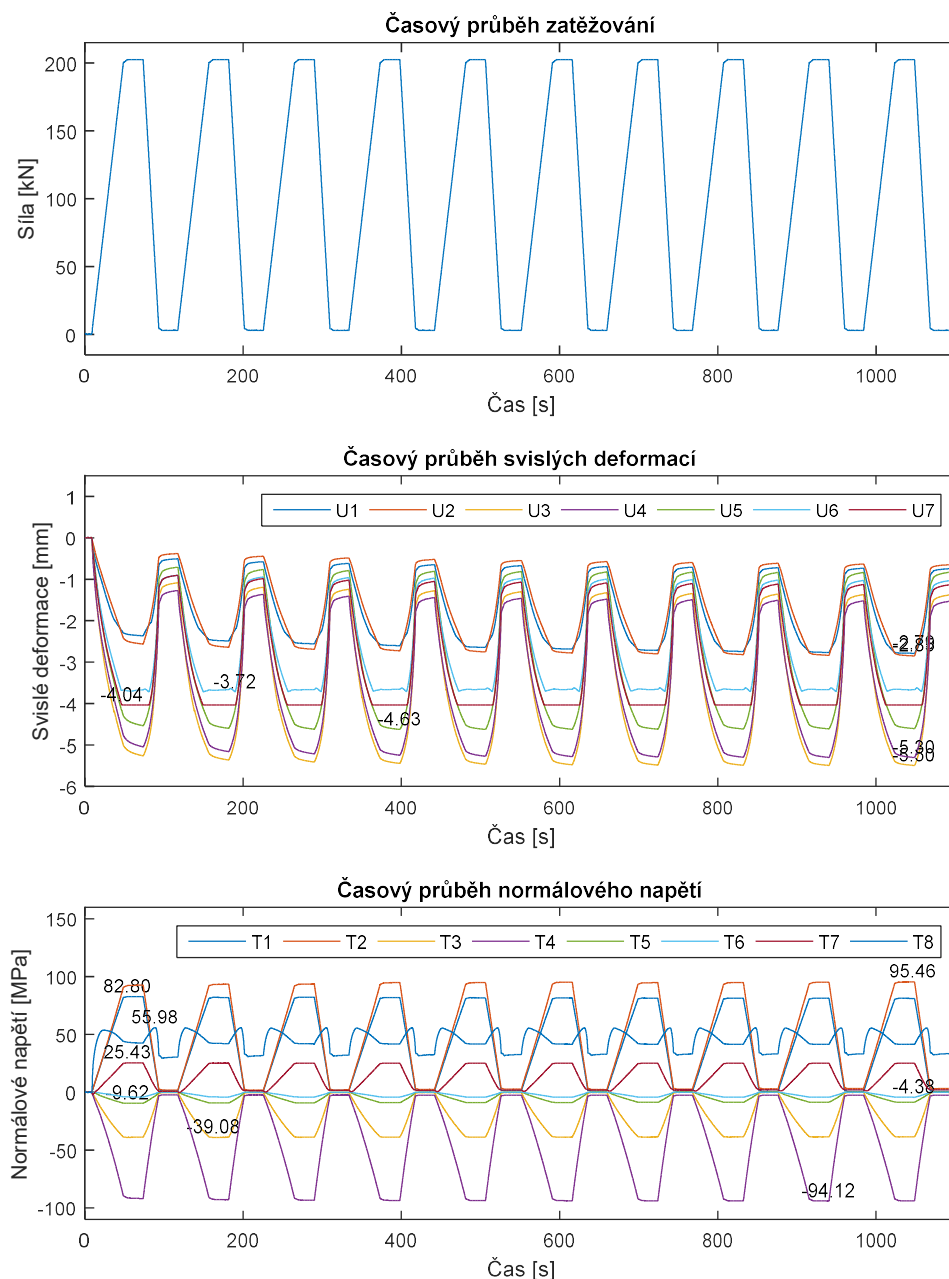 Časový průběh zatěžování
200
150
100
50
0
Síla [kN]
0 200 400 600 800 1000
Čas [s]
Časový průběh svislých deformací
U1 U2 U3 U4 U5 U6 U7
1
0
-1
-2
-3
-4
-5
-6
Svislé deformace [mm]
-2.83
-4.04
-3.72
-4.63
-5.30
0 200 400 600 800 1000
Čas [s]
Časový průběh normálového napětí
T1 T2 T3 T4 T5 T6 T7 T8
150
100
50
0
-50
-100
Normálové napětí [MPa]
82.80
95.46
55.98
25.43
-9.62
-4.38
-39.08
-94.12
0 200 400 600 800 1000
Čas [s]